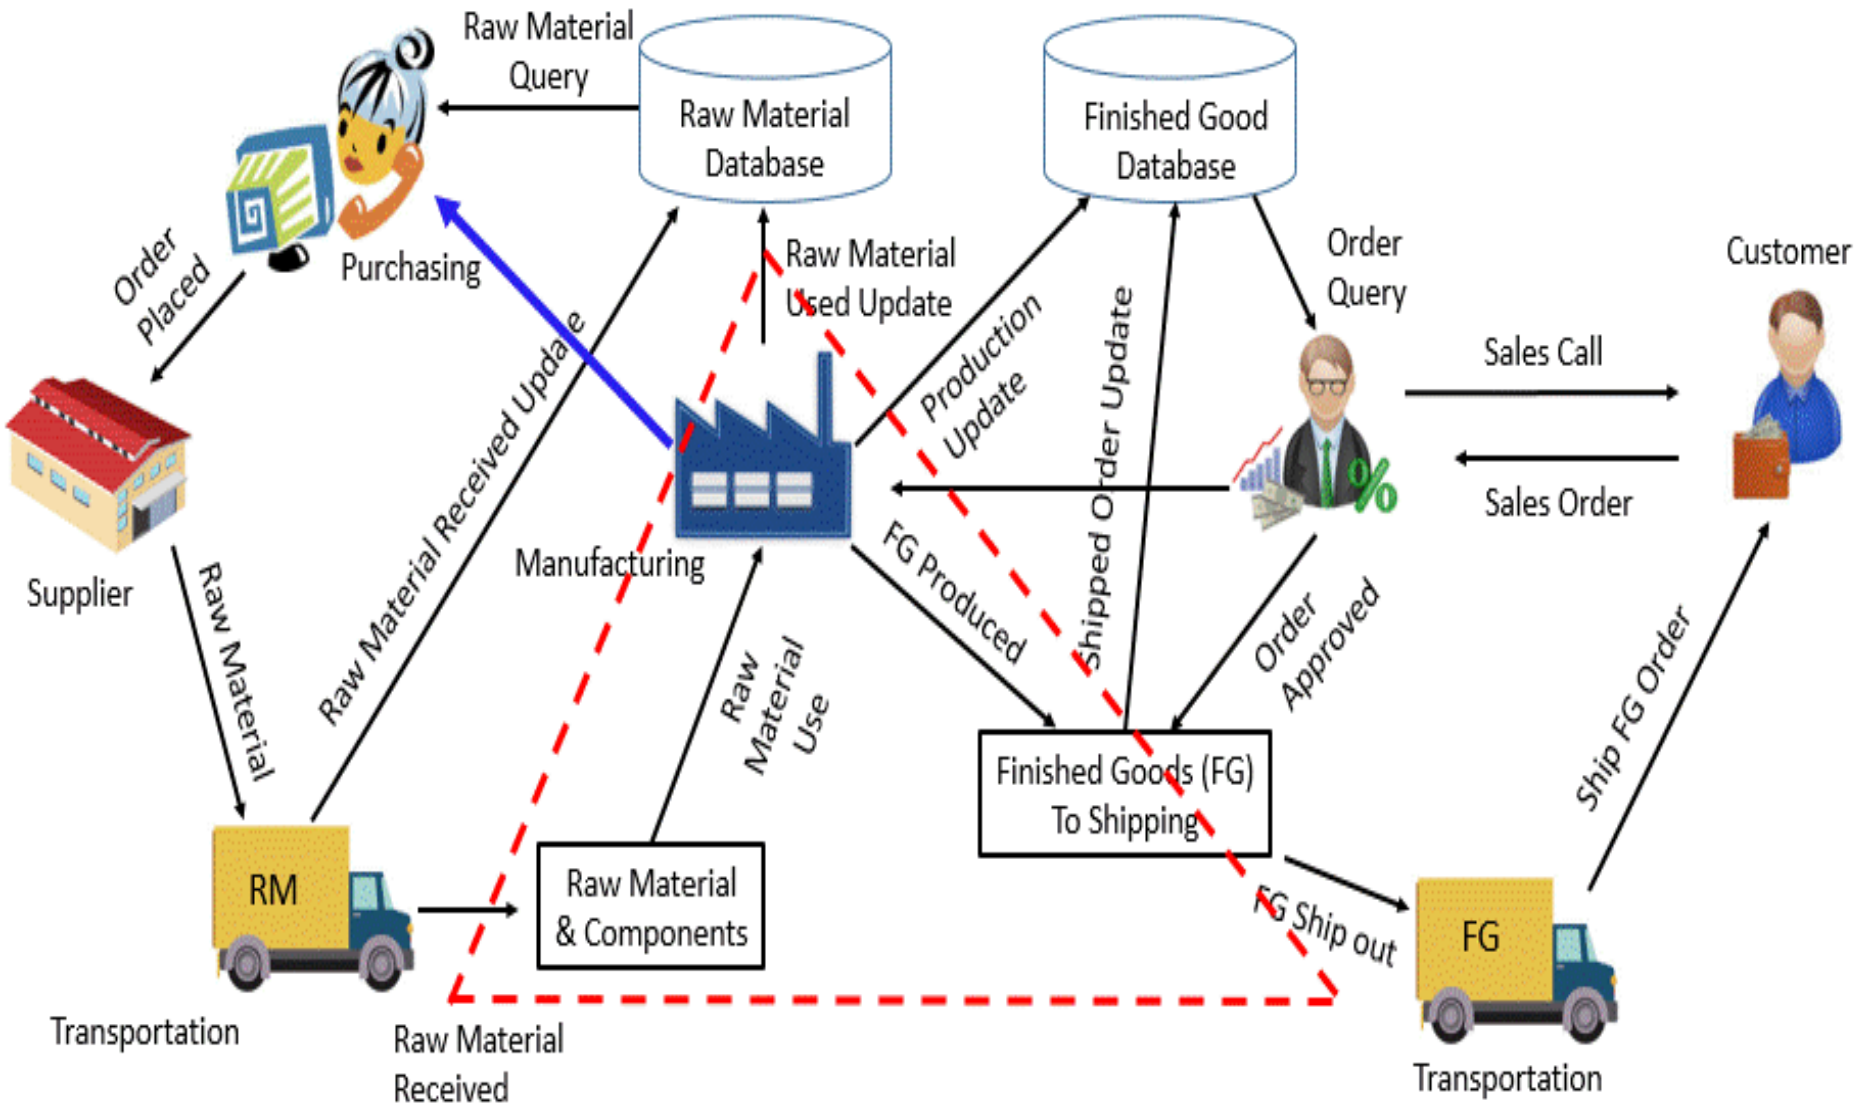 Raw Material
Query
Raw Material
Database
Finished Good
Database
Order
Placed
Purchasing
Raw Material
Used Update
Order
Query
Customer
Raw Material Received Update
Production
Update
Shipped Order Update
Sales Call
Sales Order
Supplier
Manufacturing
FG Produced
Raw Material
Raw
Material
Use
Order
Approved
Ship FG Order
Finished Goods (FG)
To Shipping
RM
Raw Material
& Components
FG Ship out
FG
Transportation
Raw Material
Received
Transportation